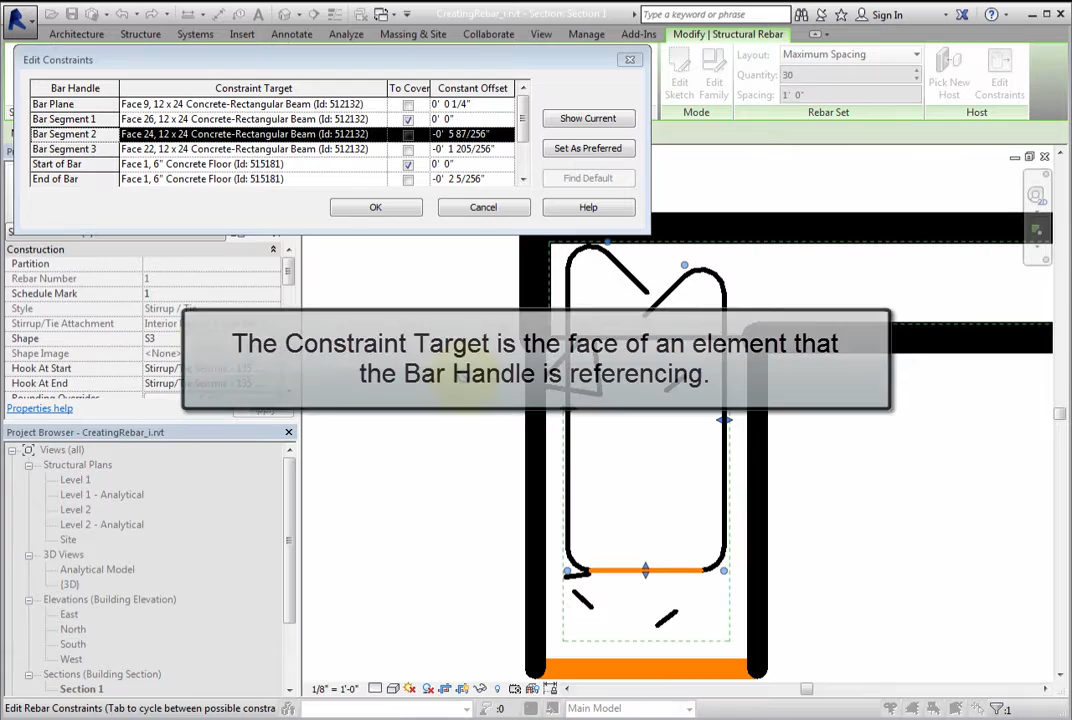 CreatingRebar_i.rvt - Section: Section 1
Type a keyword or phrase
Sign In
Architecture
Structure
Systems
Insert
Annotate
Analyze
Massing & Site
Collaborate
View
Manage
Add-Ins
Modify | Structural Rebar
Edit Constraints
Bar Handle Constraint Target To Cover Constant Offset
Bar Plane Face 9, 12 x 24 Concrete-Rectangular Beam (Id: 512132) 0' 0 1/4"
Bar Segment 1 Face 26, 12 x 24 Concrete-Rectangular Beam (Id: 512132) 0' 0"
Bar Segment 2 Face 24, 12 x 24 Concrete-Rectangular Beam (Id: 512132) -0' 5 87/256"
Bar Segment 3 Face 22, 12 x 24 Concrete-Rectangular Beam (Id: 512132) -0' 1 205/256"
Start of Bar Face 1, 6" Concrete Floor (Id: 515181) 0' 0"
End of Bar Face 1, 6" Concrete Floor (Id: 515181) -0' 2 5/256"
Show Current
Set As Preferred
Find Default
OK
Cancel
Help
Edit
Sketch
Edit
Family
Mode
Layout: Maximum Spacing
Quantity: 30
Spacing: 1' 0"
Rebar Set
Pick New
Host
Edit
Constraints
Host
Construction
Partition
Rebar Number 1
Schedule Mark 1
Style Stirrup / Tie
Stirrup/Tie Attachment Interior
Shape S3
Shape Image <None>
Hook At Start
Hook At End
Properties help
The Constraint Target is the face of an element that
the Bar Handle is referencing.
Project Browser - CreatingRebar_i.rvt
Views (all)
Structural Plans
Level 1
Level 1 - Analytical
Level 2
Level 2 - Analytical
Site
3D Views
Analytical Model
{3D}
Elevations (Building Elevation)
East
North
South
West
Sections (Building Section)
Section 1
1/8" = 1'-0"
Edit Rebar Constraints (Tab to cycle between possible constra
:0
Main Model
:1